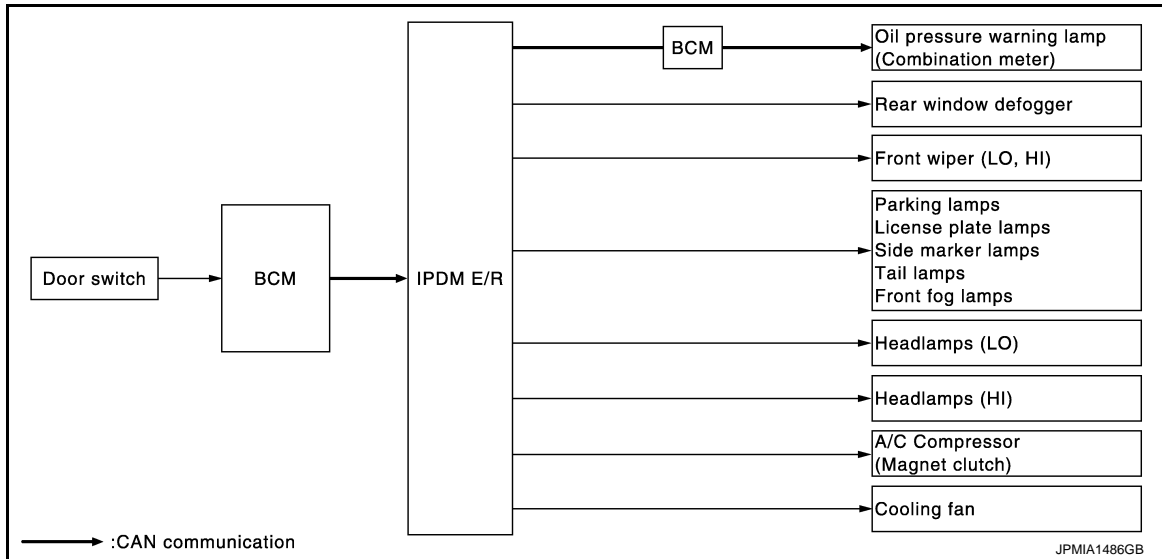 Door switch
BCM
IPDM E/R
BCM
Oil pressure warning lamp
(Combination meter)
Rear window defogger
Front wiper (LO, HI)
Parking lamps
License plate lamps
Side marker lamps
Tail lamps
Front fog lamps
Headlamps (LO)
Headlamps (HI)
A/C Compressor
(Magnet clutch)
Cooling fan
:CAN communication
JPMIA1486GB